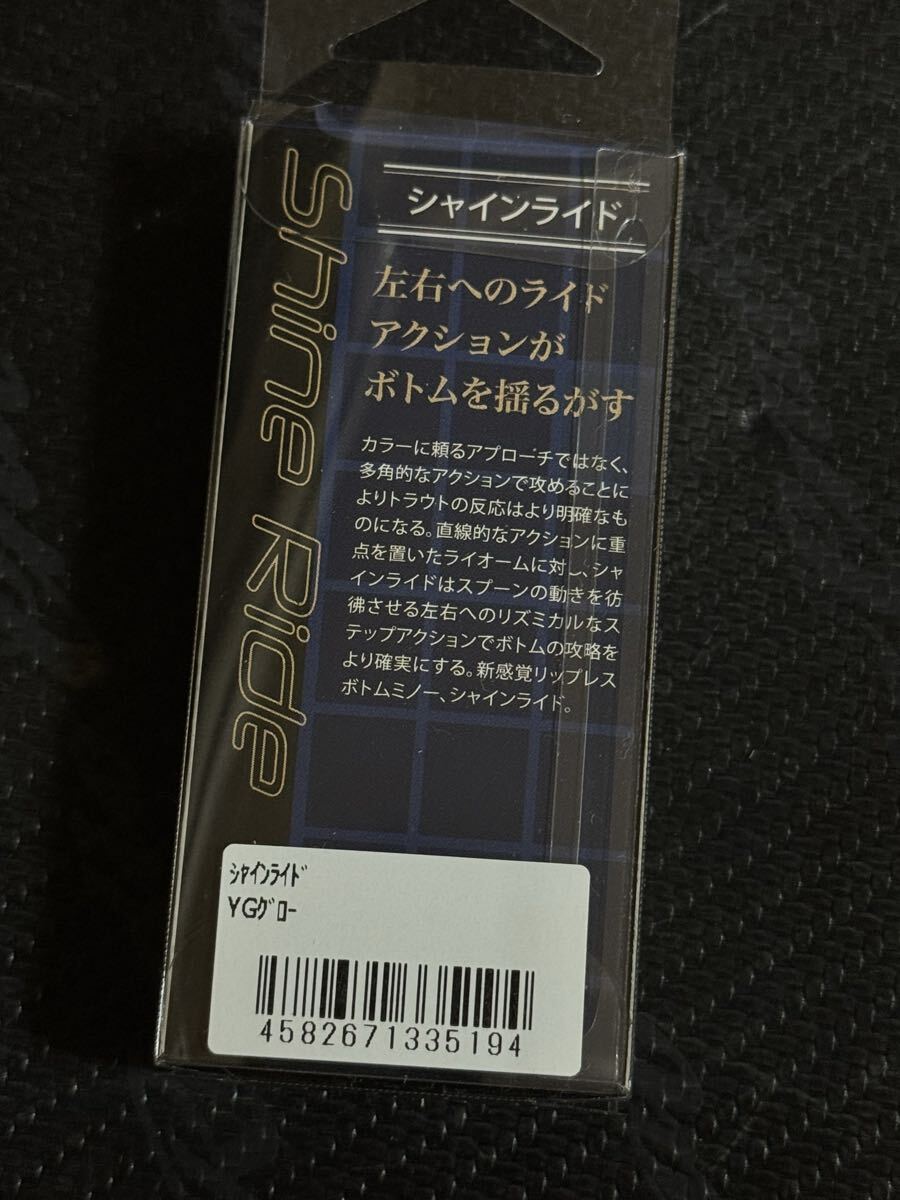 Shine Ride
シャインライド
左右へのライド
アクションが
ボトムを揺るがす
カラーに頼るアプローチではなく、
多角的なアクションで攻めることに
よりトラウトの反応はより明確なも
のになる。直線的なアクションに重
点を置いたライオームに対し、シャ
インライドはスプーンの動きを彷
彿させる左右へのリズミカルなス
テップアクションでボトムの攻略を
より確実にする。新感覚リップレス
ボトムミノー、シャインライド。
ｼｬｲﾝﾗｲﾄﾞ
YGｸﾞﾛｰ
4582671335194